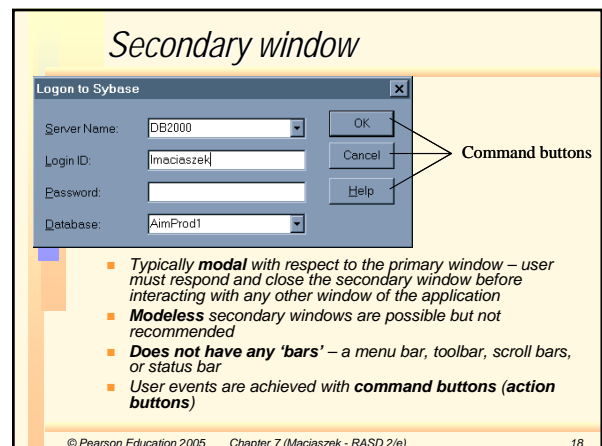 Secondary window
Logon to Sybase
Server Name: DB2000 OK
Login ID: lmaciaszek Cancel Command buttons
Password: Help
Database: AimProd1
Typically modal with respect to the primary window – user
must respond and close the secondary window before
interacting with any other window of the application
Modeless secondary windows are possible but not
recommended
Does not have any 'bars' – a menu bar, toolbar, scroll bars,
or status bar
User events are achieved with command buttons (action
buttons)
© Pearson Education 2005 Chapter 7 (Maciaszek - RASD 2/e) 18